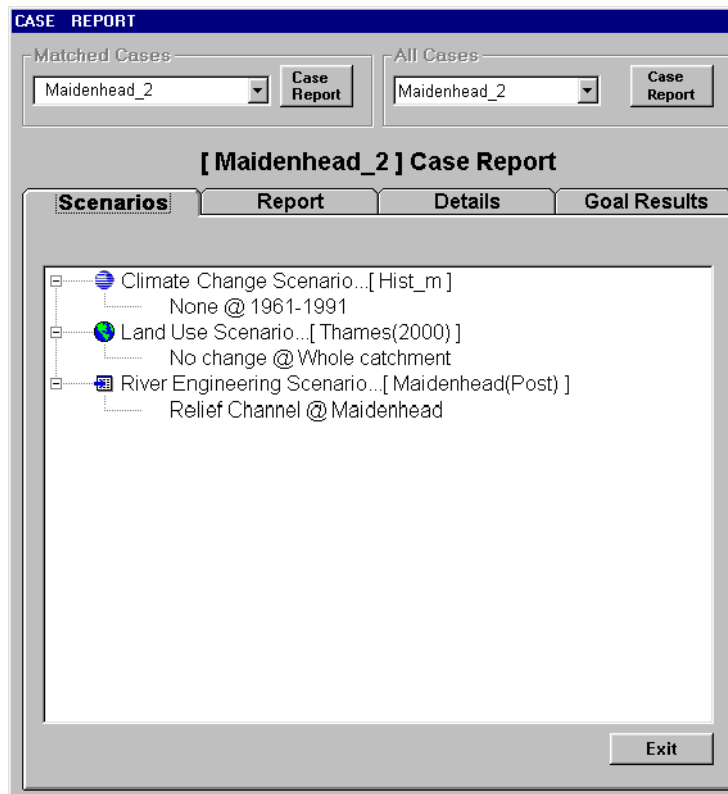 CASE REPORT
Matched Cases
All Cases
Maidenhead_2
Case
Report
Maidenhead_2
Case
Report
[ Maidenhead_2 ] Case Report
Scenarios
Report
Details
Goal Results
Climate Change Scenario...[ Hist_m ]
None @ 1961-1991
Land Use Scenario...[ Thames(2000) ]
No change @ Whole catchment
River Engineering Scenario...[ Maidenhead(Post) ]
Relief Channel @ Maidenhead
Exit